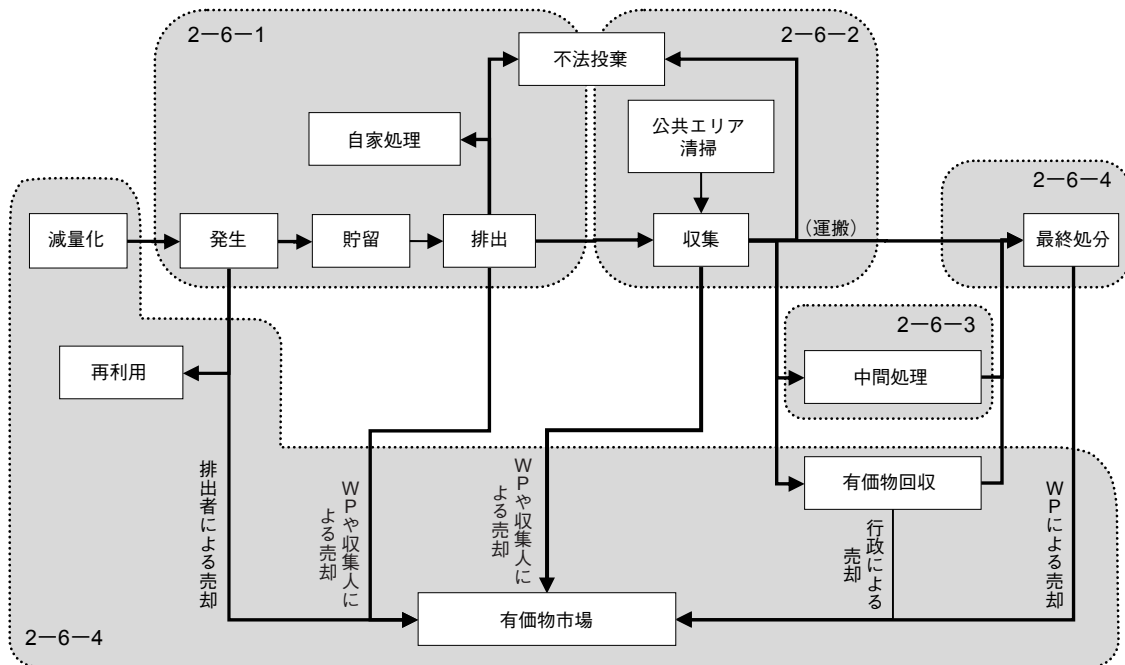 2－6－1
2－6－2
不法投棄
自家処理
公共エリア
清掃
2－6－4
減量化
発生
貯留
排出
収集
（運搬）
最終処分
2－6－3
再利用
中間処理
有価物回収
排出者による売却
ＷＰや収集人に
よる売却
ＷＰや収集人に
よる売却
行政による
売却
ＷＰによる売却
有価物市場
2－6－4